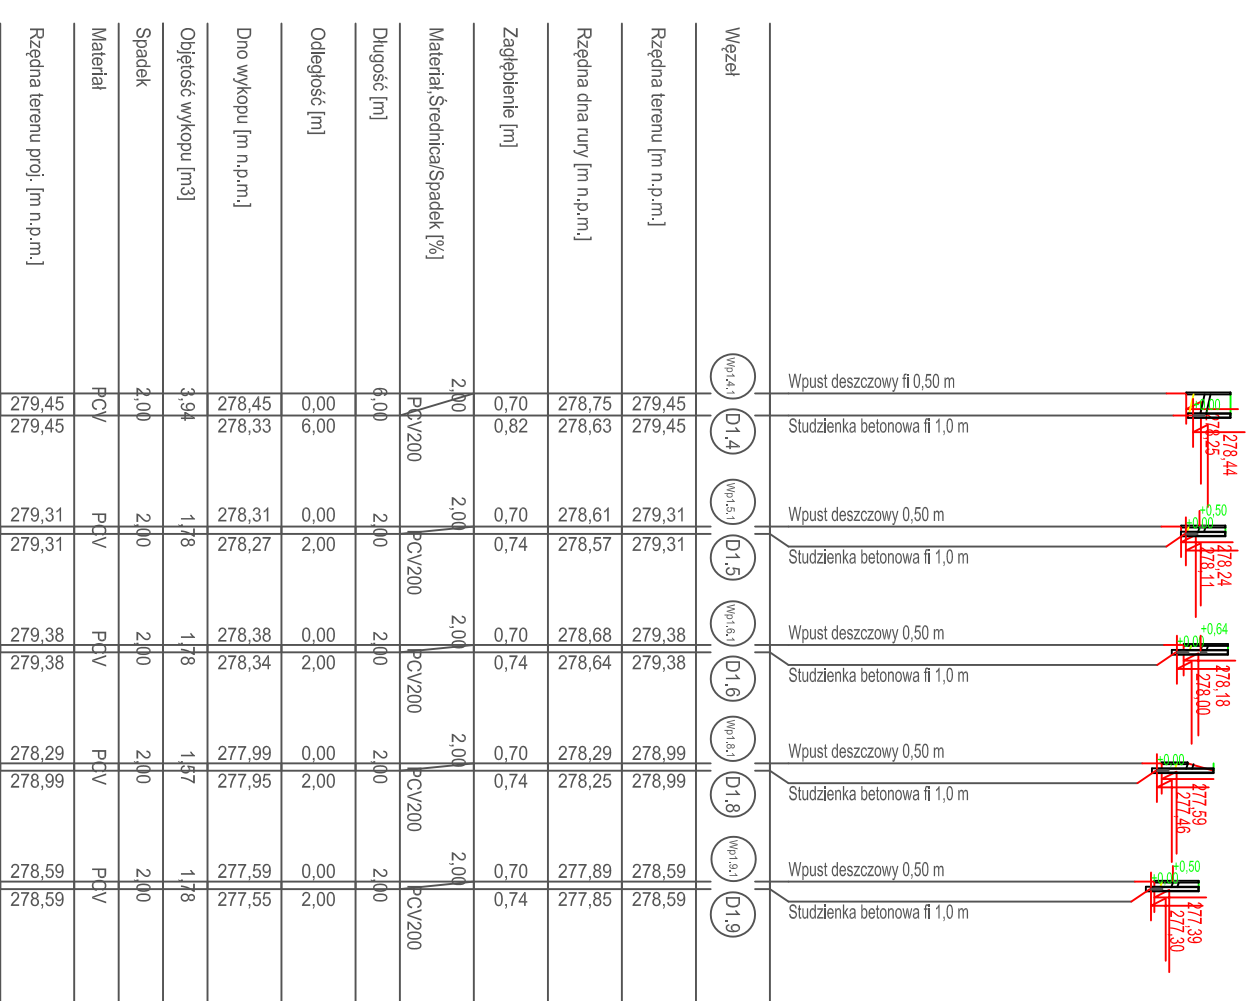 Węzeł
Rzędna terenu [m n.p.m.]
Rzędna dna rury [m n.p.m.]
Zagłębienie [m]
Materiał,Średnica/Spadek [%]
Długość [m]
Odległość [m]
Dno wykopu [m n.p.m.]
Objętość wykopu [m3]
Spadek
Materiał
Rzędna terenu proj. [m n.p.m.]
Wpust deszczowy fi 0,50 m
Wp1.4.1
279,45
278,75
0,70
2,00
PCV200
6,00
0,00
278,45
3,94
2,00
PCV
279,45
Studzienka betonowa fi 1,0 m
D1.4
279,45
278,63
0,82
6,00
278,33
279,45
+0,00
278,44
278,25
Wpust deszczowy 0,50 m
Wp1.5.1
279,31
278,61
0,70
2,00
PCV200
2,00
0,00
278,31
1,78
2,00
PCV
279,31
Studzienka betonowa fi 1,0 m
D1.5
279,31
278,57
0,74
2,00
278,27
279,31
+0,50
+0,00
278,24
278,11
Wpust deszczowy 0,50 m
Wp1.6.1
279,38
278,68
0,70
2,00
PCV200
2,00
0,00
278,38
1,78
2,00
PCV
279,38
Studzienka betonowa fi 1,0 m
D1.6
279,38
278,64
0,74
2,00
278,34
279,38
+0,64
+0,00
278,18
278,00
Wpust deszczowy 0,50 m
Wp1.8.1
278,99
278,29
0,70
2,00
PCV200
2,00
0,00
277,99
1,57
2,00
PCV
278,29
Studzienka betonowa fi 1,0 m
D1.8
278,99
278,25
0,74
2,00
277,95
278,99
+0,00
277,59
277,46
Wpust deszczowy 0,50 m
Wp1.9.1
278,59
277,89
0,70
2,00
PCV200
2,00
0,00
277,59
1,78
2,00
PCV
278,59
Studzienka betonowa fi 1,0 m
D1.9
278,59
277,85
0,74
2,00
277,55
278,59
+0,50
+0,00
277,39
277,30